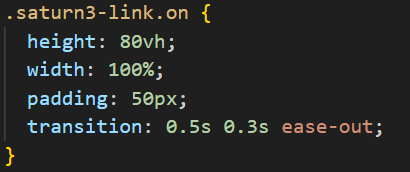 .saturn3-link.on {
  height: 80vh;
  width: 100%;
  padding: 50px;
  transition: 0.5s 0.3s ease-out;
}